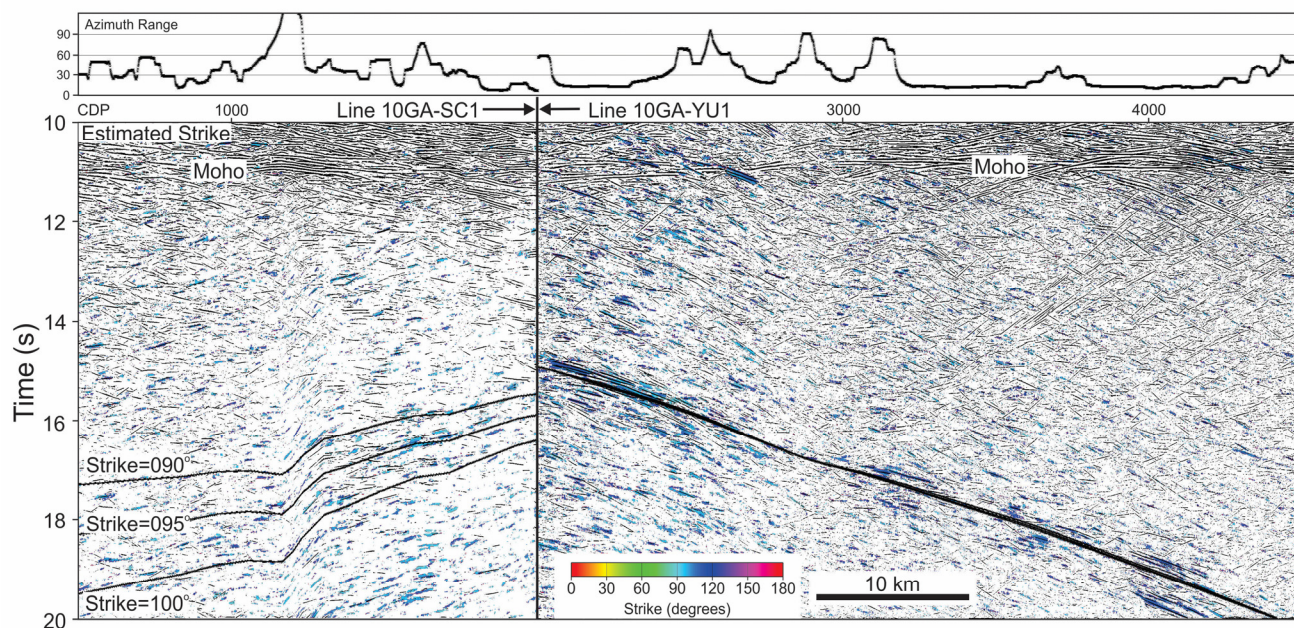 Azimuth Range
90
60
30
0
CDP 1000 Line 10GA-SC1 Line 10GA-YU1 3000 4000
10
Estimated Strike
Moho Moho
12
14
Time (s)
16
Strike=090°
18
Strike=095°
0 30 60 90 120 150 180
10 km
Strike (degrees)
Strike=100°
20